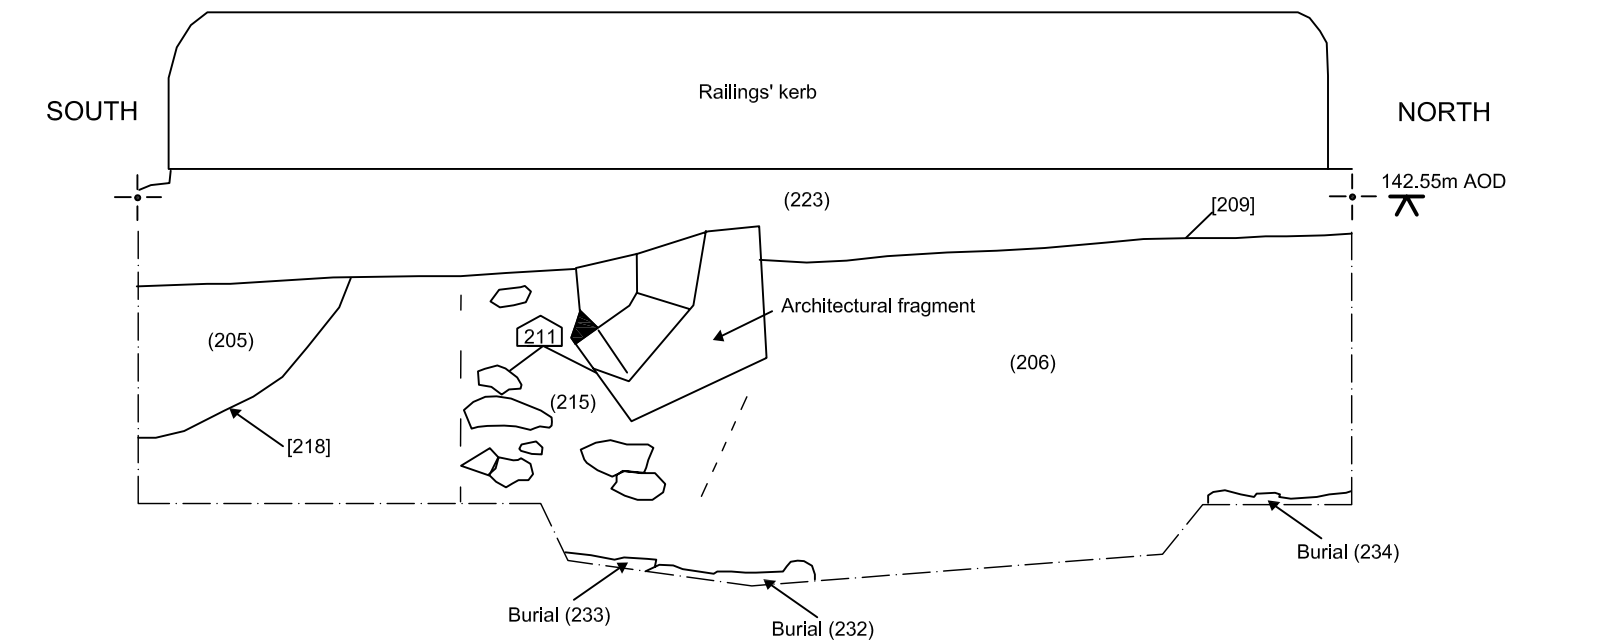 Railings' kerb
SOUTH
NORTH
142.55m AOD
(223)
[209]
Architectural fragment
211
(205)
(206)
(215)
[218]
Burial (234)
Burial (233)
Burial (232)